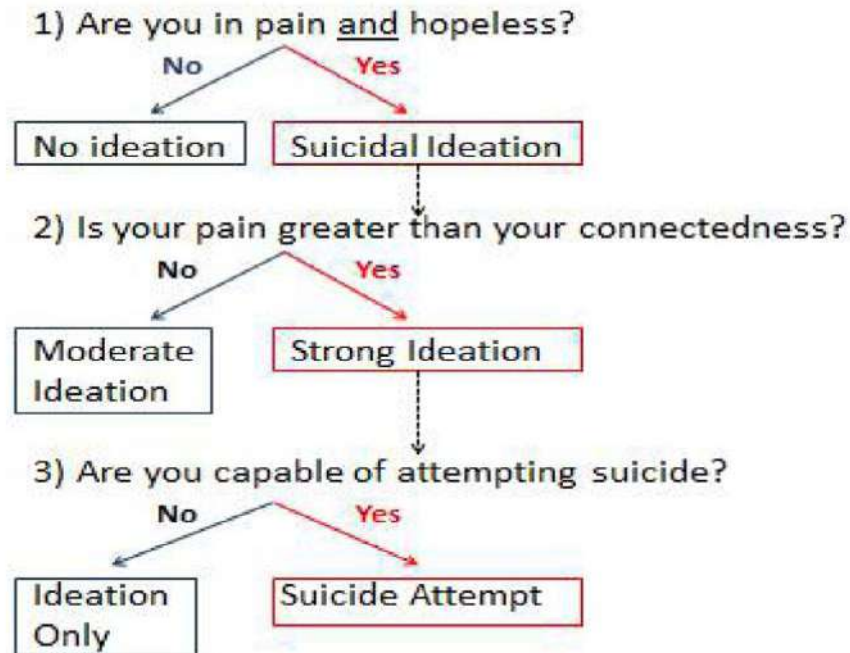 1) Are you in pain and hopeless?
No Yes
No ideation Suicidal Ideation
2) Is your pain greater than your connectedness?
No Yes
Moderate Strong Ideation
Ideation
3) Are you capable of attempting suicide?
No Yes
Ideation Suicide Attempt
Only